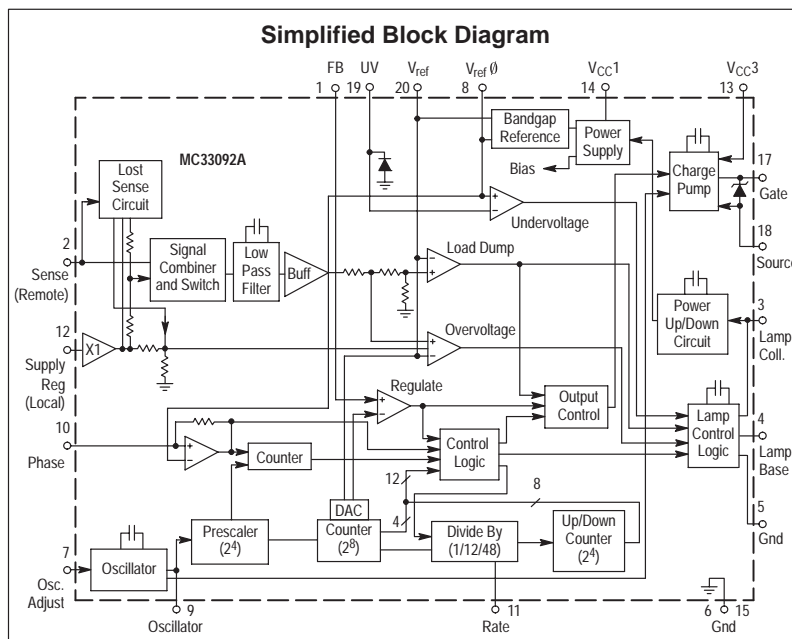 Simplified Block Diagram
FB
1
UV
19
Vref
20
Vref Ø
8
VCC1
14
VCC3
13
MC33092A
Lost
Sense
Circuit
Bandgap
Reference
Power
Supply
Bias
Charge
Pump
17
Gate
18
Source
Undervoltage
2
Sense
(Remote)
Signal
Combiner
and Switch
Low
Pass
Filter
Buff
Load Dump
Power
Up/Down
Circuit
3
Lamp
Coll.
12
Supply
Reg
(Local)
X1
Overvoltage
Regulate
Output
Control
Lamp
Control
Logic
4
Lamp
Base
10
Phase
Counter
Control
Logic
12
8
4
5
Gnd
7
Osc.
Adjust
Oscillator
Prescaler
(2⁴)
DAC
Counter
(2⁸)
Divide By
(1/12/48)
Up/Down
Counter
(2⁴)
9
Oscillator
11
Rate
6
15
Gnd